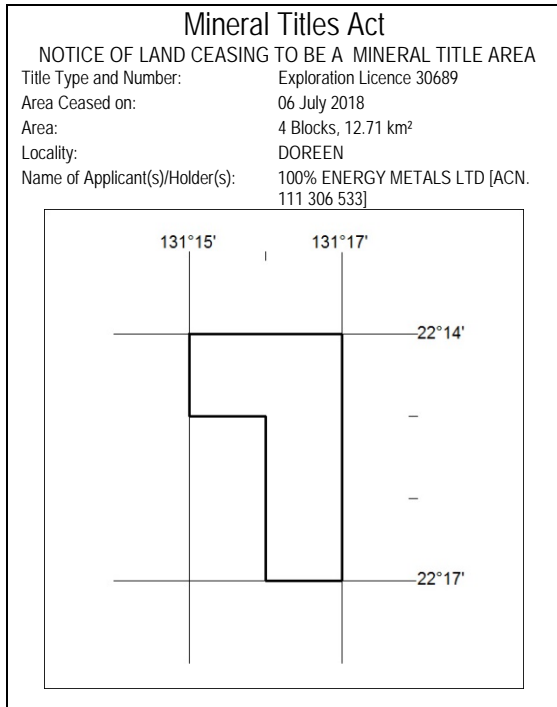 Mineral Titles Act
NOTICE OF LAND CEASING TO BE A MINERAL TITLE AREA
Title Type and Number: Exploration Licence 30689
Area Ceased on: 06 July 2018
Area: 4 Blocks, 12.71 km²
Locality: DOREEN
Name of Applicant(s)/Holder(s): 100% ENERGY METALS LTD [ACN.
111 306 533]
131°15' 131°17'
22°14'
22°17'